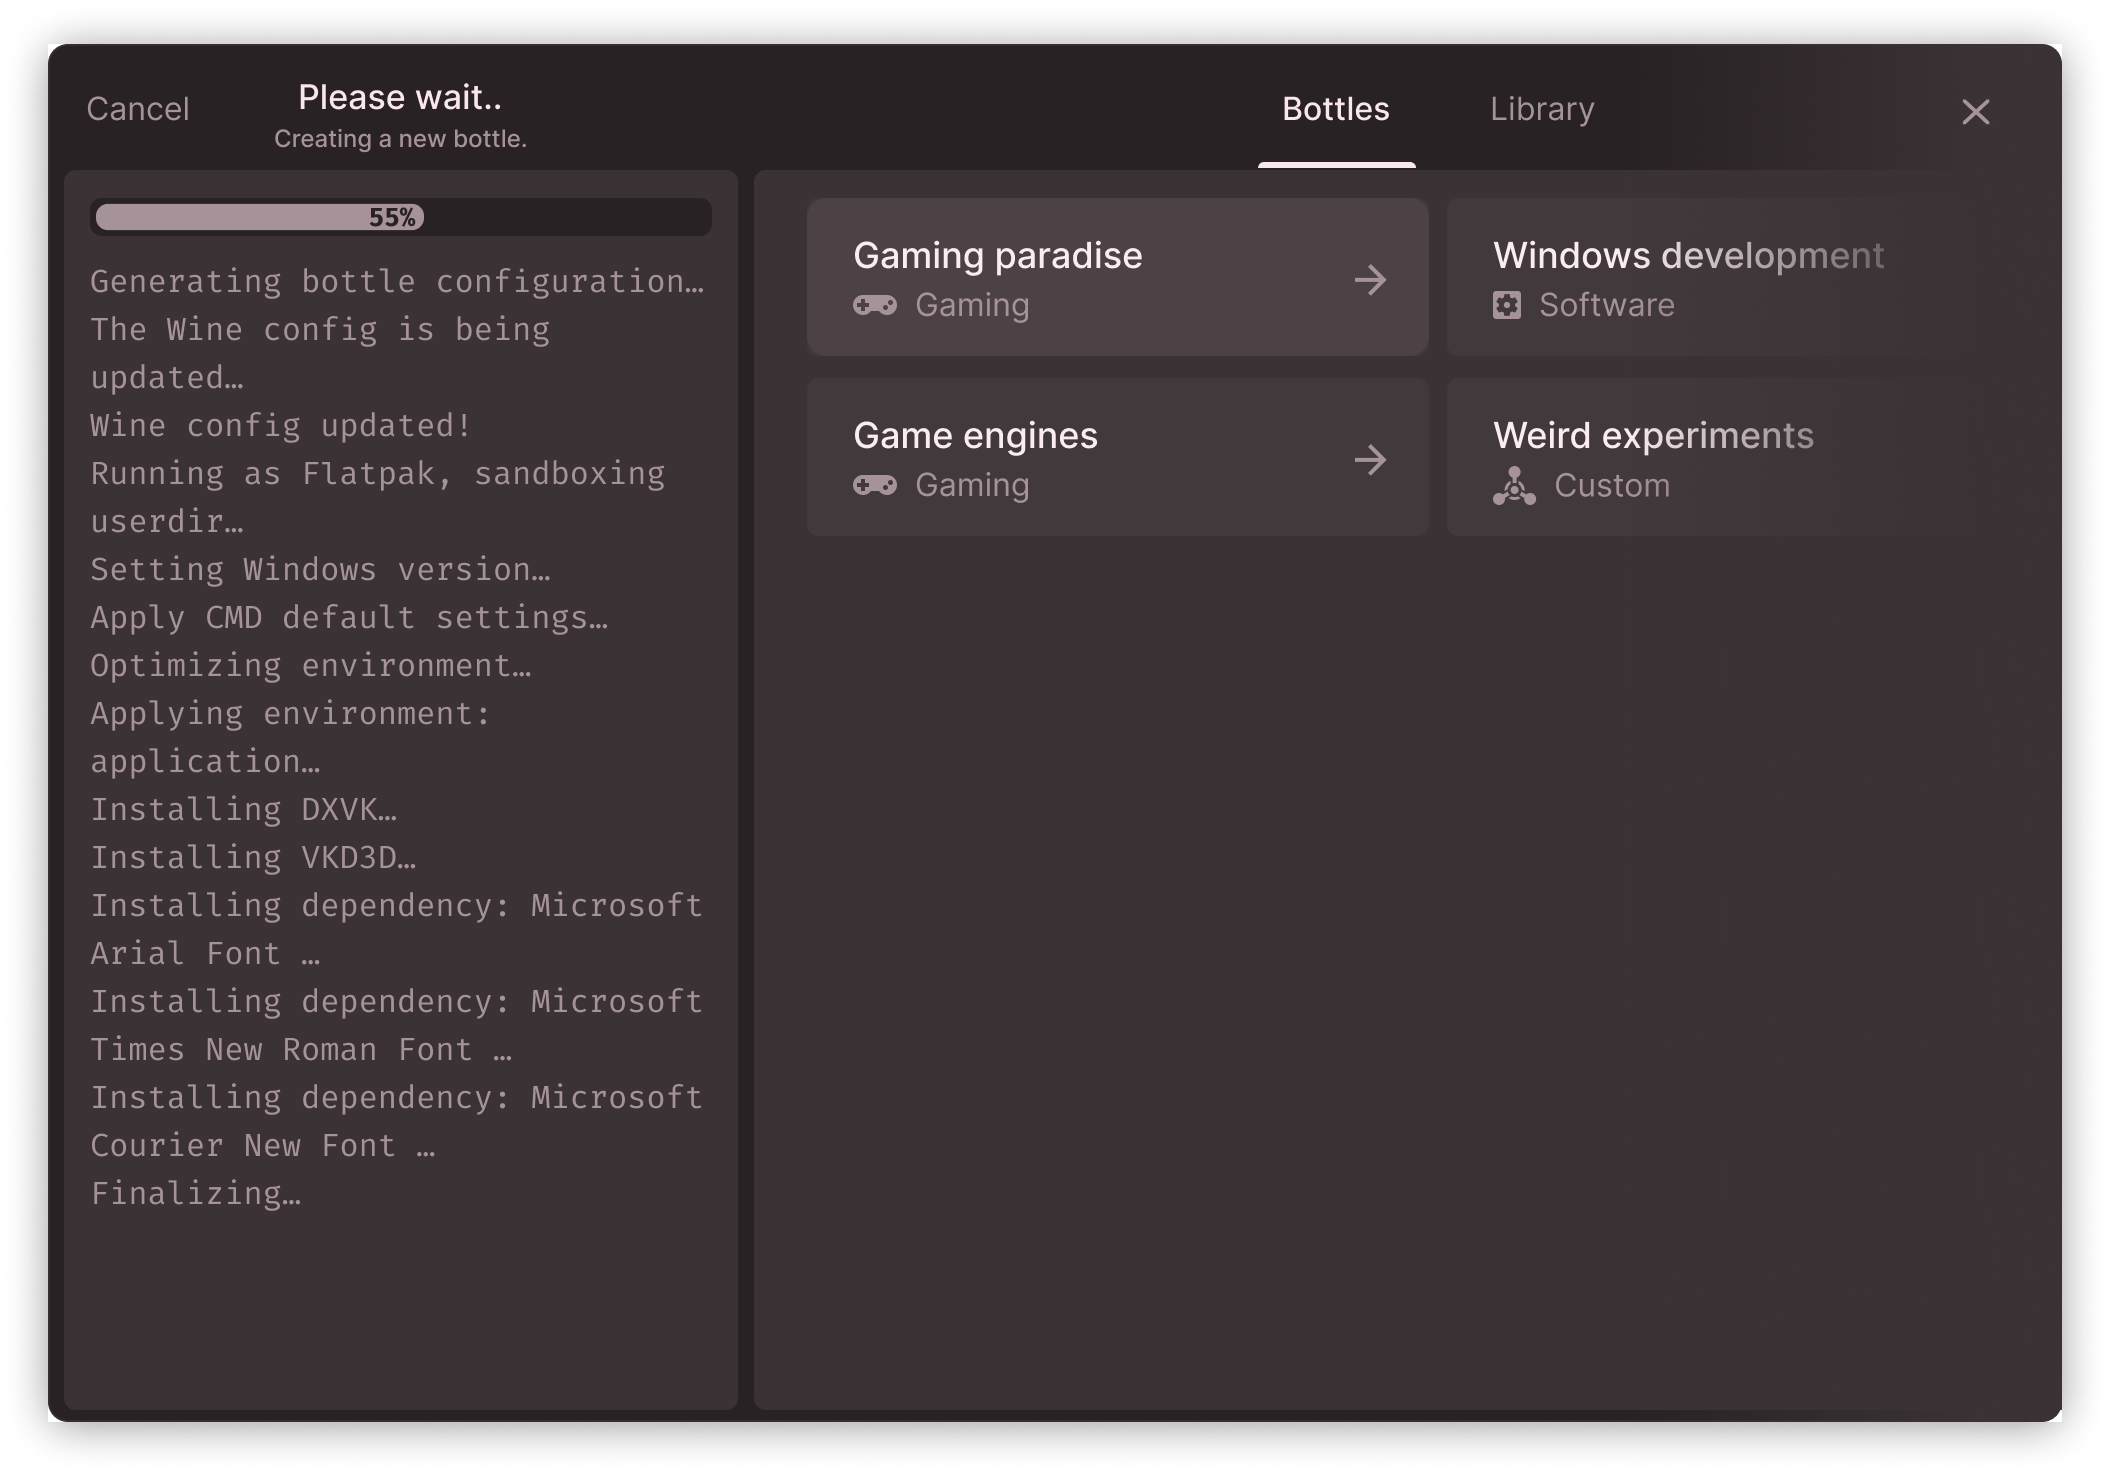 Cancel
Please wait..
Creating a new bottle.
Bottles
Library
55%
Generating bottle configuration…
The Wine config is being
updated…
Wine config updated!
Running as Flatpak, sandboxing
userdir…
Setting Windows version…
Apply CMD default settings…
Optimizing environment…
Applying environment:
application…
Installing DXVK…
Installing VKD3D…
Installing dependency: Microsoft
Arial Font …
Installing dependency: Microsoft
Times New Roman Font …
Installing dependency: Microsoft
Courier New Font …
Finalizing…
Gaming paradise
Gaming
Windows development
Software
Game engines
Gaming
Weird experiments
Custom